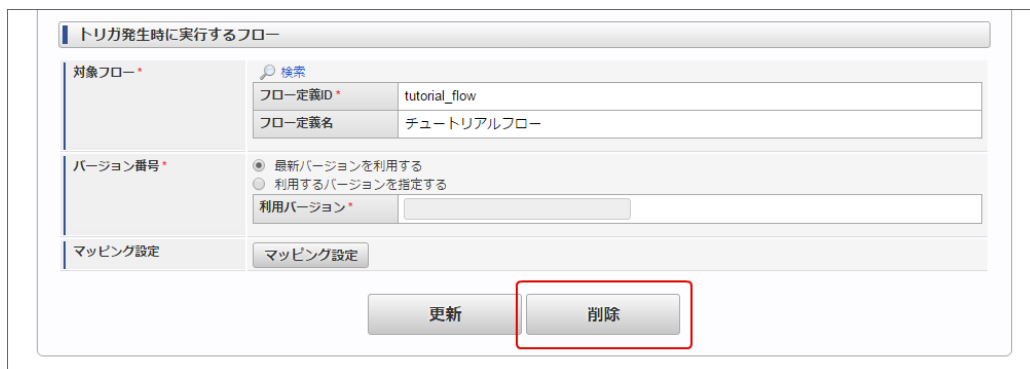 トリガ発生時に実行するフロー
対象フロー*
検索
フロー定義ID* tutorial_flow
フロー定義名 チュートリアルフロー
バージョン番号*
最新バージョンを利用する
利用するバージョンを指定する
利用バージョン*
マッピング設定 マッピング設定
更新 削除